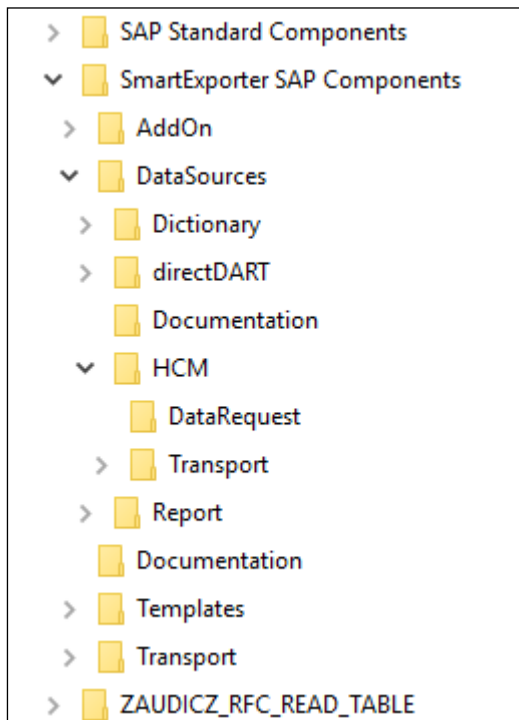 SAP Standard Components
SmartExporter SAP Components
AddOn
DataSources
Dictionary
directDART
Documentation
HCM
DataRequest
Transport
Report
Documentation
Templates
Transport
ZAUDICZ_RFC_READ_TABLE